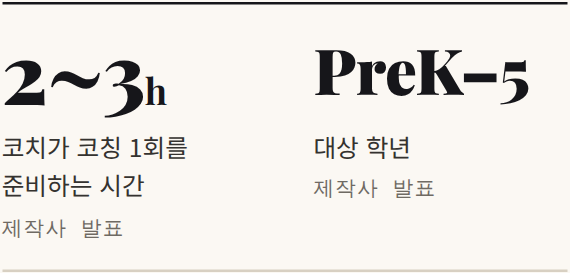 2~3h
코치가 코칭 1회를
준비하는 시간
제작사 발표
PreK–5
대상 학년
제작사 발표